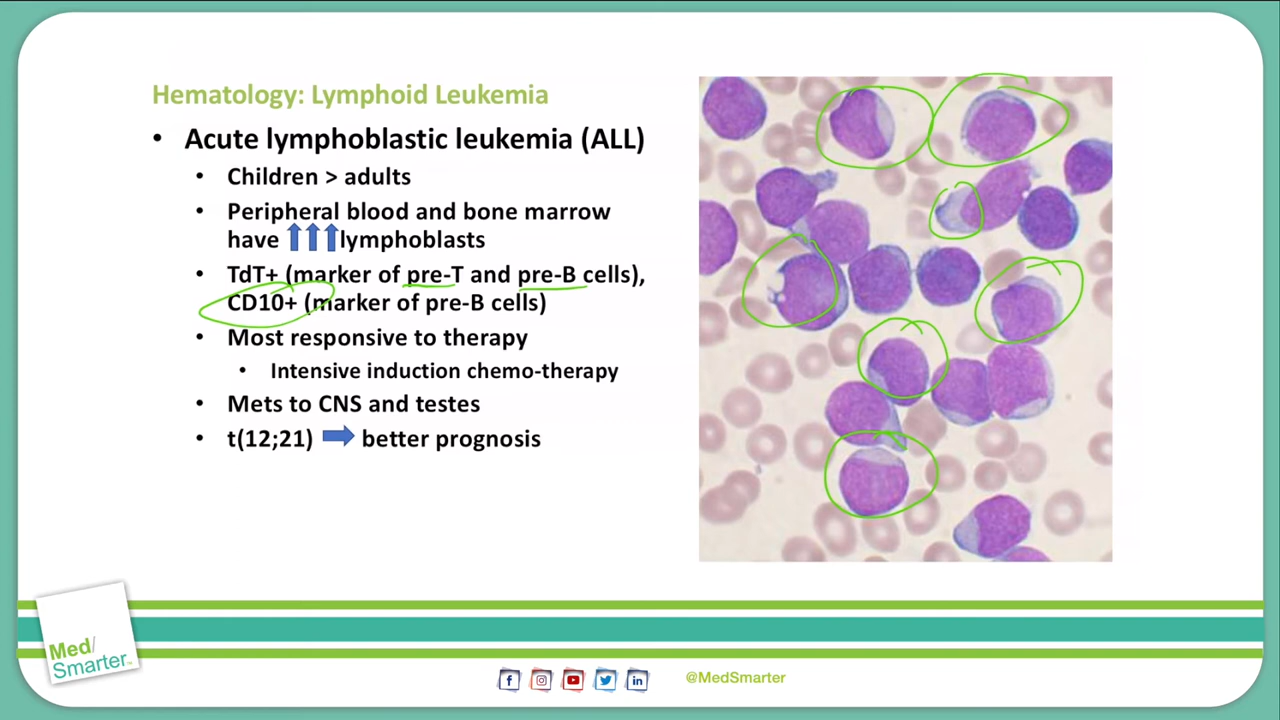 Hematology: Lymphoid Leukemia
• Acute lymphoblastic leukemia (ALL)
• Children > adults
• Peripheral blood and bone marrow
have ⬆⬆⬆lymphoblasts
• TdT+ (marker of pre-T and pre-B cells),
CD10+ (marker of pre-B cells)
• Most responsive to therapy
• Intensive induction chemo-therapy
• Mets to CNS and testes
• t(12;21) ➡ better prognosis
Med/
Smarter™
@MedSmarter